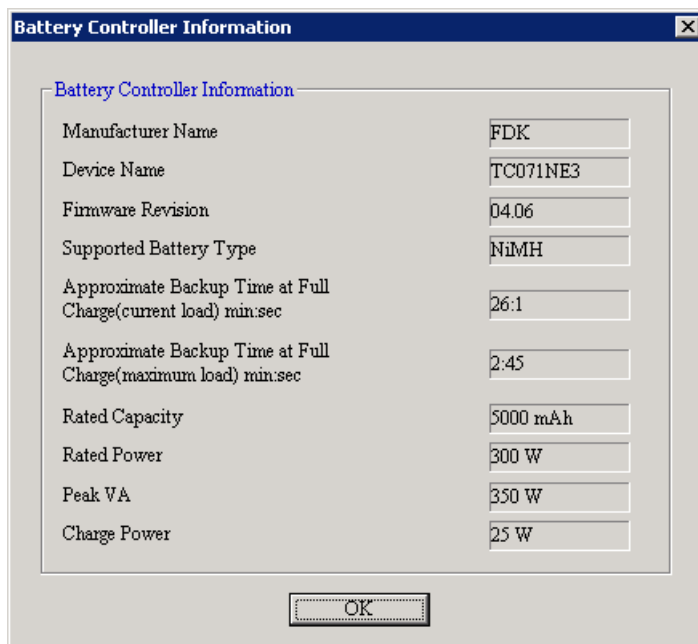 Battery Controller Information
Battery Controller Information
Manufacturer Name FDK
Device Name TC071NE3
Firmware Revision 04.06
Supported Battery Type NiMH
Approximate Backup Time at Full
Charge(current load) min:sec 26:1
Approximate Backup Time at Full
Charge(maximum load) min:sec 2:45
Rated Capacity 5000 mAh
Rated Power 300 W
Peak VA 350 W
Charge Power 25 W
OK